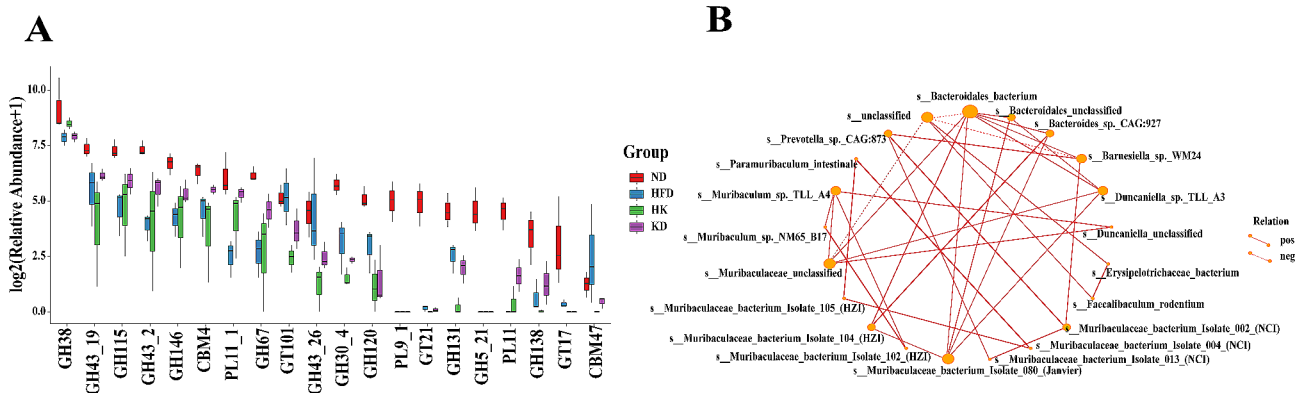 A
log2(Relative Abundance+1)
10.0
7.5
5.0
2.5
0.0
GH38
GH43_19
GH115
GH43_2
GH146
CBM4
PL11_1
GH67
GT101
GH43_26
GH30_4
GH120
PL9_1
GT21
GH131
GH5_21
PL11
GH138
GT17
CBM47
Group
ND
HFD
HK
KD
B
s__Bacteroidales_bacterium
s__Bacteroidales_unclassified
s__unclassified
s__Bacteroides_sp._CAG:927
s__Prevotella_sp._CAG:873
s__Barnesiella_sp._WM24
s__Paramuribaculum_intestinale
s__Muribaculum_sp._TLL_A4
s__Duncaniella_sp._TLL_A3
s__Muribaculum_sp._NM65_B17
s__Duncaniella_unclassified
s__Muribaculaceae_unclassified
s__Erysipelotrichaceae_bacterium
s__Muribaculaceae_bacterium_Isolate_105_(HZI)
s__Faecalibaculum_rodentium
s__Muribaculaceae_bacterium_Isolate_104_(HZI)
s__Muribaculaceae_bacterium_Isolate_002_(NCI)
s__Muribaculaceae_bacterium_Isolate_004_(NCI)
s__Muribaculaceae_bacterium_Isolate_102_(HZI)
s__Muribaculaceae_bacterium_Isolate_013_(NCI)
s__Muribaculaceae_bacterium_Isolate_080_(Janvier)
Relation
pos
neg